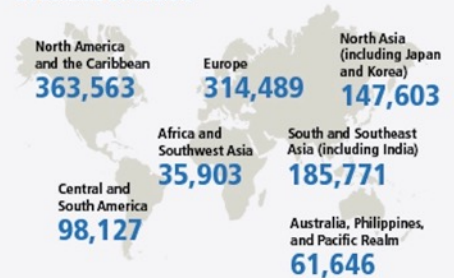 North America
and the Caribbean
363,563
Europe
314,489
North Asia
(including Japan
and Korea)
147,603
Africa and
Southwest Asia
35,903
South and Southeast
Asia (including India)
185,771
Central and
South America
98,127
Australia, Philippines,
and Pacific Realm
61,646